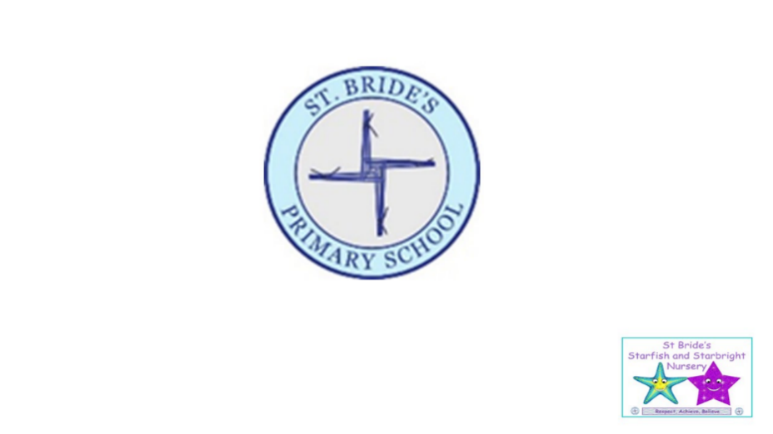 ST. BRIDE'S
PRIMARY SCHOOL
St Bride's
Starfish and Starbright
Nursery
Respect, Achieve, Believe